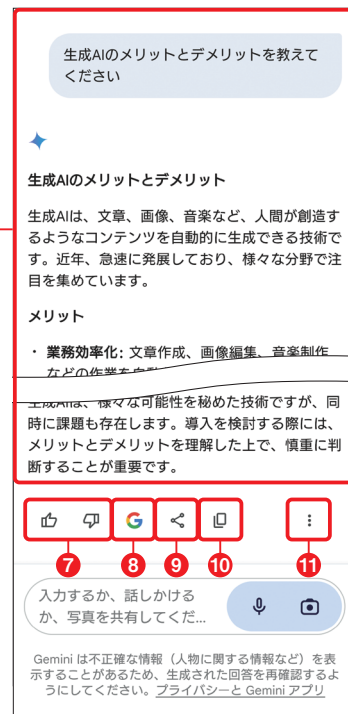 生成AIのメリットとデメリットを教えて
ください
生成AIのメリットとデメリット
生成AIは、文章、画像、音楽など、人間が創造す
るようなコンテンツを自動的に生成できる技術で
す。近年、急速に発展しており、様々な分野で注
目を集めています。
メリット
・ 業務効率化: 文章作成、画像編集、音楽制作
などの作業を自動
生成AIは、様々な可能性を秘めた技術ですが、同
時に課題も存在します。導入を検討する際には、
メリットとデメリットを理解した上で、慎重に判
断することが重要です。
7 8 9 10 11
入力するか、話しかける
か、写真を共有してくだ...
Gemini は不正確な情報（人物に関する情報など）を表
示することがあるため、生成された回答を再確認するよ
うにしてください。プライバシーと Gemini アプリ